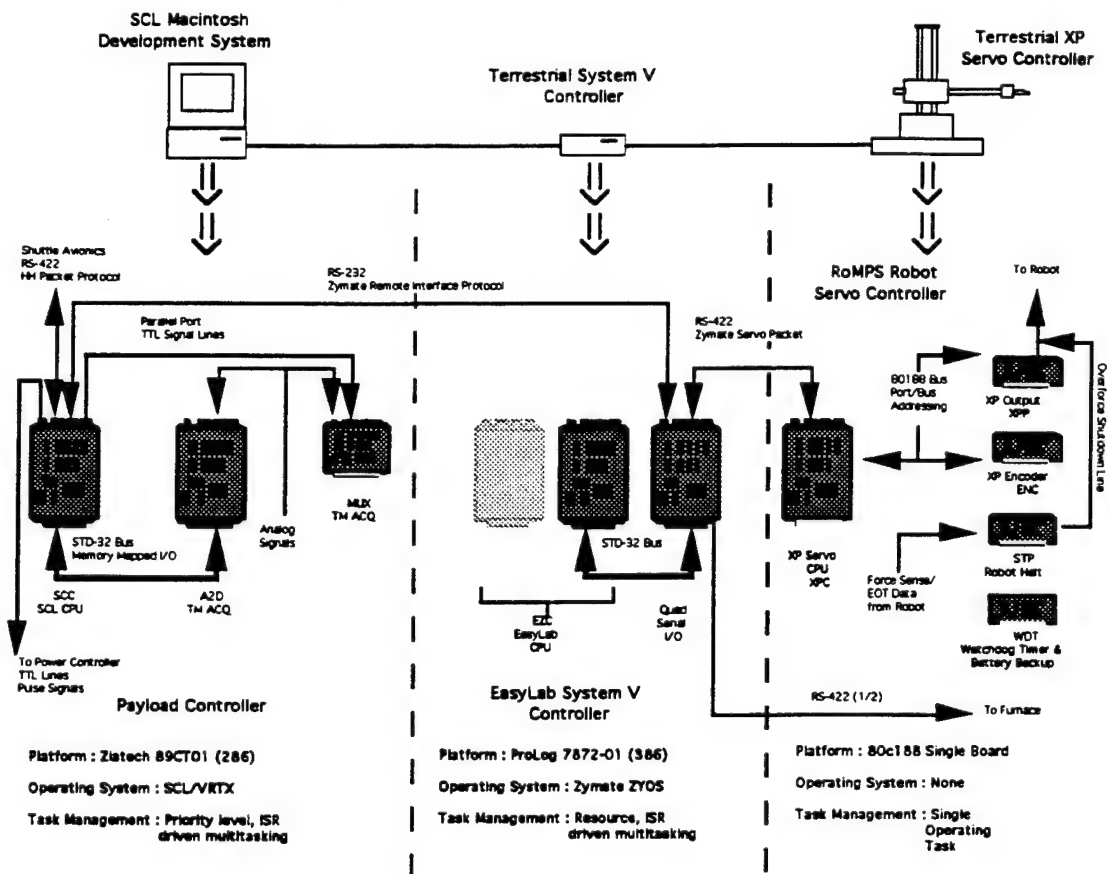 SCL Macintosh
Development System
Terrestrial System V
Controller
Terrestrial XP
Servo Controller
Shuttle Avionics
RS-422
HH Packet Protocol
RS-232
Zymate Remote Interface Protocol
Parallel Port
TTL Signal Lines
RS-422
Zymate Servo Packet
RoMPS Robot
Servo Controller
To Robot
80188 Bus
Port/Bus
Addressing
XP Output
XPP
Overforce Shutdown Line
XP Encoder
ENC
MUX
TM ACQ
Analog
Signals
STD-32 Bus
Memory Mapped I/O
SCC
SCL CPU
A2D
TM ACQ
STD-32 Bus
EZC
EasyLab
CPU
Quad
Serial
I/O
XP Servo
CPU
XPC
Force Sense/
EOT Data
from Robot
STP
Robot Halt
WDT
Watchdog Timer &
Battery Backup
To Power Controller
TTL Lines
Pulse Signals
RS-422 (1/2)
To Furnace
Payload Controller
Platform : Ziatech 89CT01 (286)
Operating System : SCL/VRTX
Task Management : Priority level, ISR
driven multitasking
EasyLab System V
Controller
Platform : ProLog 7872-01 (386)
Operating System : Zymate ZYOS
Task Management : Resource, ISR
driven multitasking
Platform : 80c188 Single Board
Operating System : None
Task Management : Single
Operating
Task